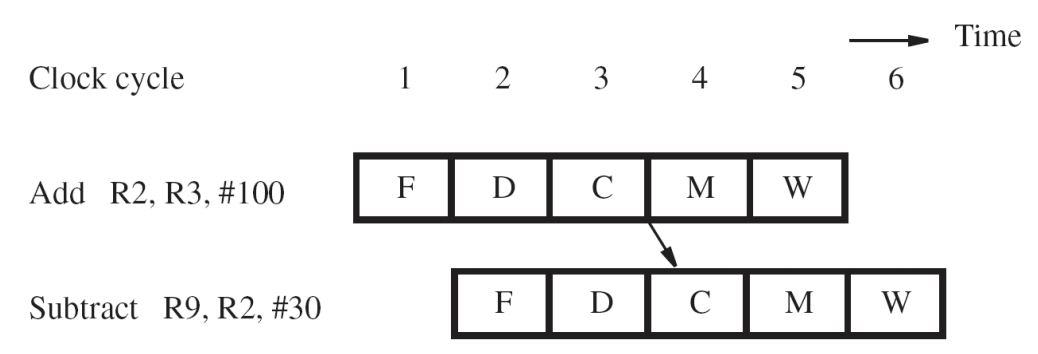 Time
Clock cycle 1 2 3 4 5 6
Add R2, R3, #100 F D C M W
Subtract R9, R2, #30 F D C M W